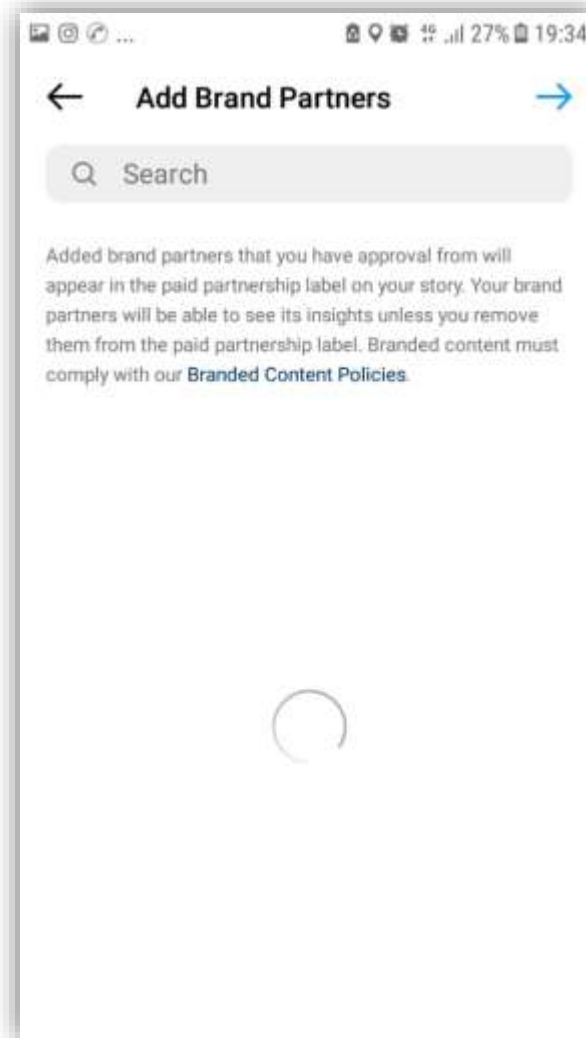 ... 27% 19:34
Add Brand Partners
Search
Added brand partners that you have approval from will
appear in the paid partnership label on your story. Your brand
partners will be able to see its insights unless you remove
them from the paid partnership label. Branded content must
comply with our Branded Content Policies.